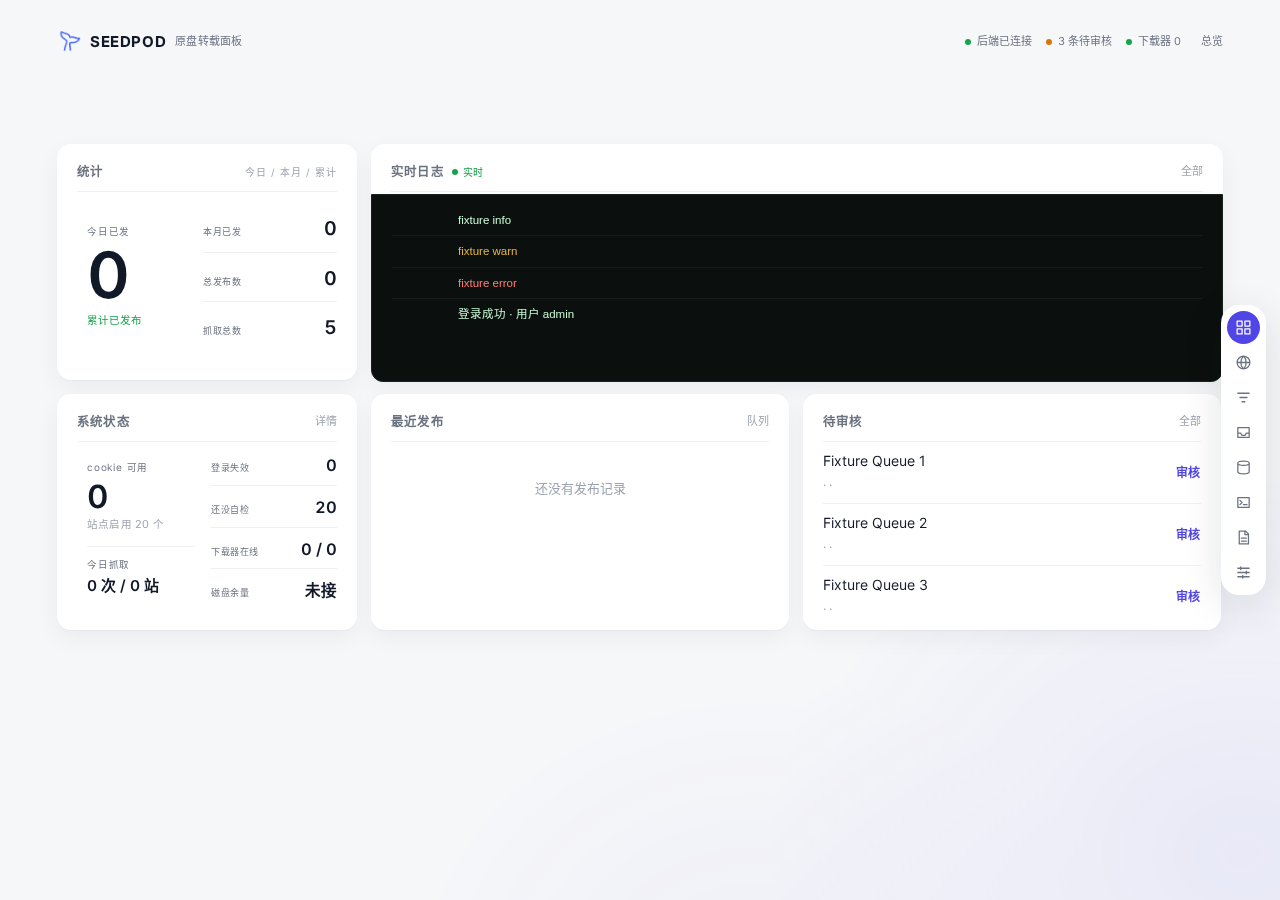 SEEDPOD 原盘转载面板
后端已连接 3 条待审核 下载器 0 总览
统计 今日 / 本月 / 累计
今日已发
0
累计已发布
本月已发 0
总发布数 0
抓取总数 5
实时日志 实时 全部
fixture info
fixture warn
fixture error
登录成功 · 用户 admin
系统状态 详情
cookie 可用
0
站点启用 20 个
今日抓取
0 次 / 0 站
登录失效 0
还没自检 20
下载器在线 0 / 0
磁盘余量 未接
最近发布 队列
还没有发布记录
待审核 全部
Fixture Queue 1
· ·
审核
Fixture Queue 2
· ·
审核
Fixture Queue 3
· ·
审核